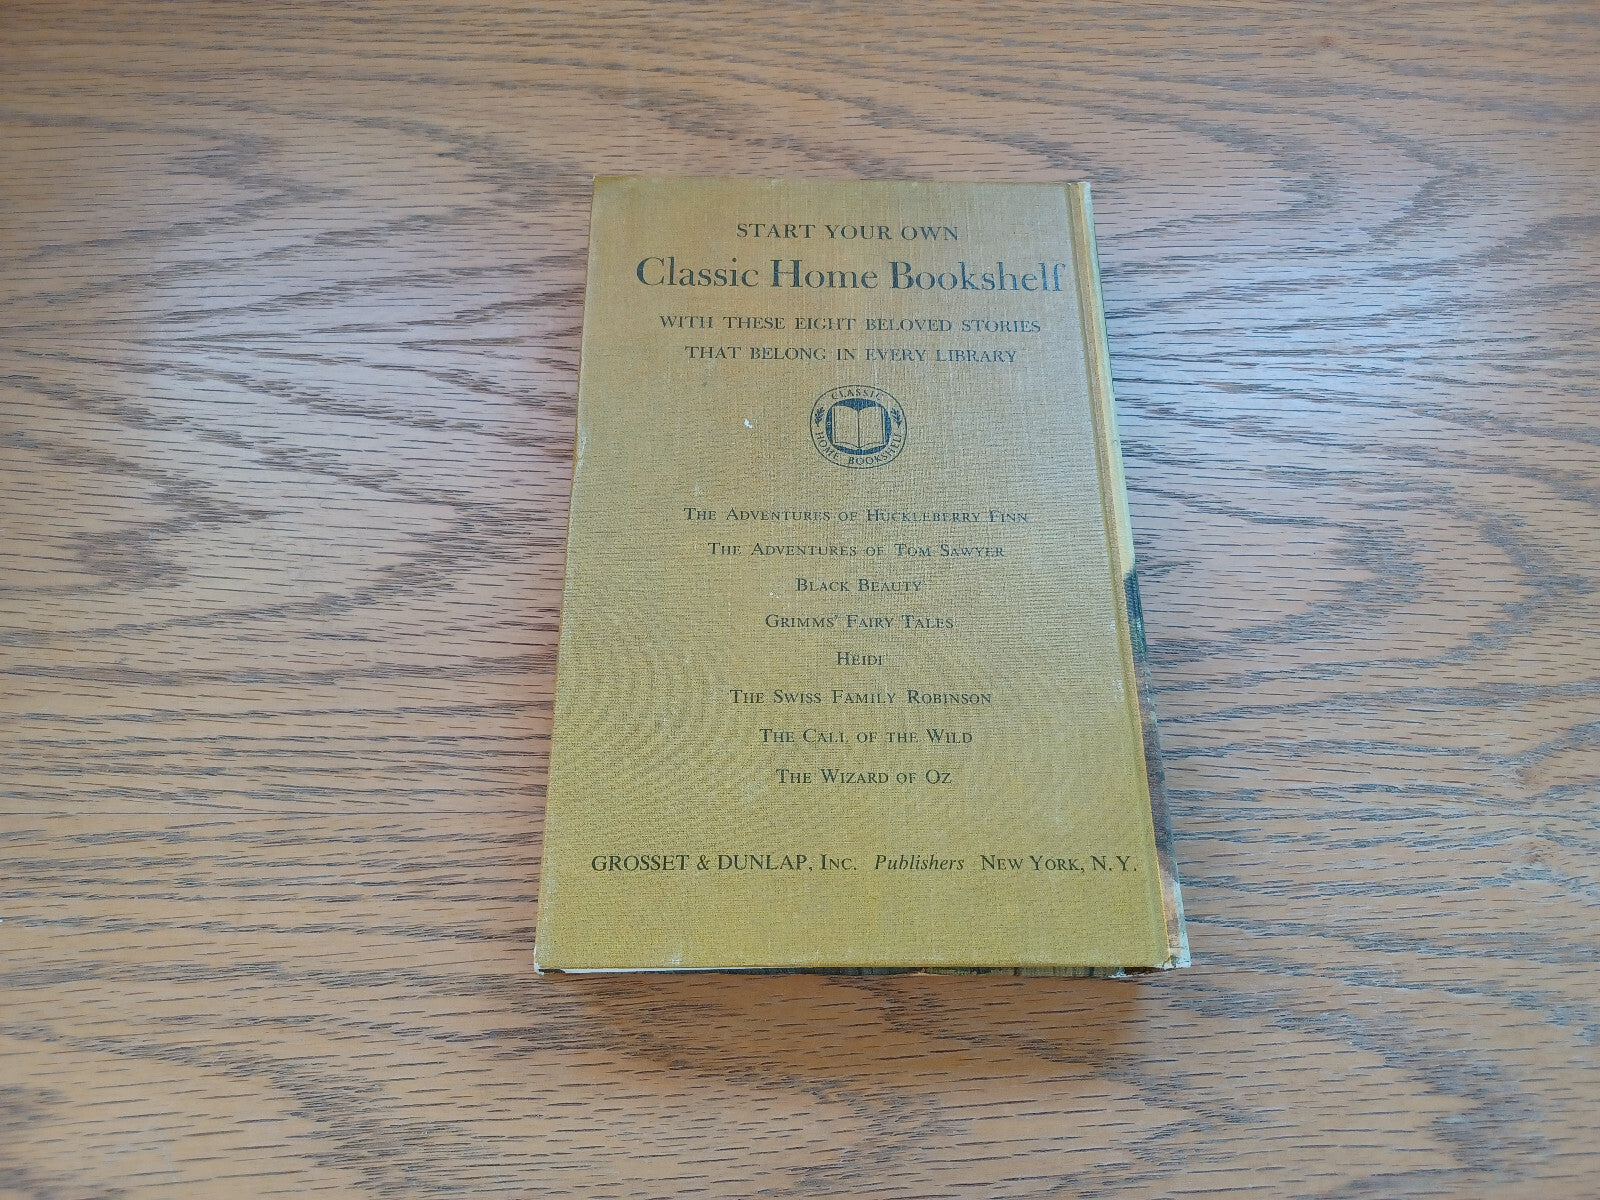 START YOUR OWN
Classic Home Bookshelf
WITH THESE EIGHT BELOVED STORIES
THAT BELONG IN EVERY LIBRARY
CLASSIC
HOME BOOKSHELF
THE ADVENTURES OF HUCKLEBERRY FINN
THE ADVENTURES OF TOM SAWYER
BLACK BEAUTY
GRIMMS' FAIRY TALES
HEIDI
THE SWISS FAMILY ROBINSON
THE CALL OF THE WILD
THE WIZARD OF OZ
GROSSET & DUNLAP, INC. Publishers NEW YORK, N.Y.